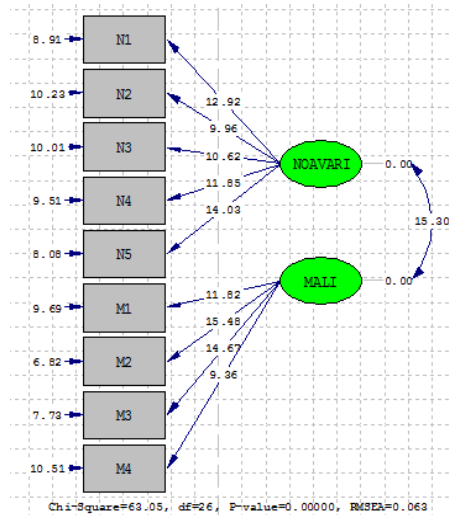 8.91 N1
12.92
10.23 N2
9.96
10.01 N3
10.62
NOAVARI 0.00
9.51 N4
11.85
14.03
15.30
8.08 N5
MALI 0.00
9.69 M1
11.82
15.48
6.82 M2
14.67
9.36
7.73 M3
10.51 M4
Chi-Square=63.05, df=26, P-value=0.00000, RMSEA=0.063